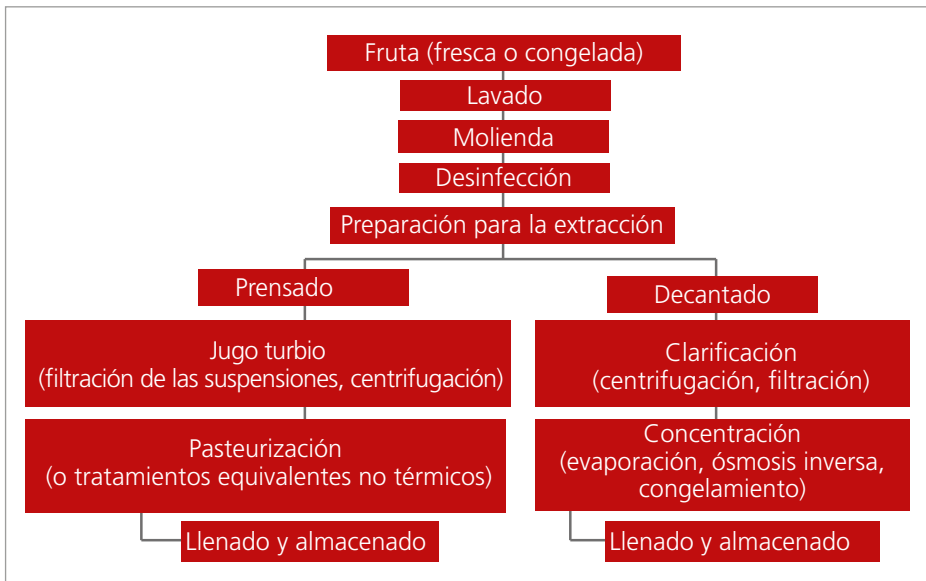 Fruta (fresca o congelada)
Lavado
Molienda
Desinfección
Preparación para la extracción
Prensado
Jugo turbio
(filtración de las suspensiones, centrifugación)
Pasteurización
(o tratamientos equivalentes no térmicos)
Llenado y almacenado
Decantado
Clarificación
(centrifugación, filtración)
Concentración
(evaporación, ósmosis inversa,
congelamiento)
Llenado y almacenado